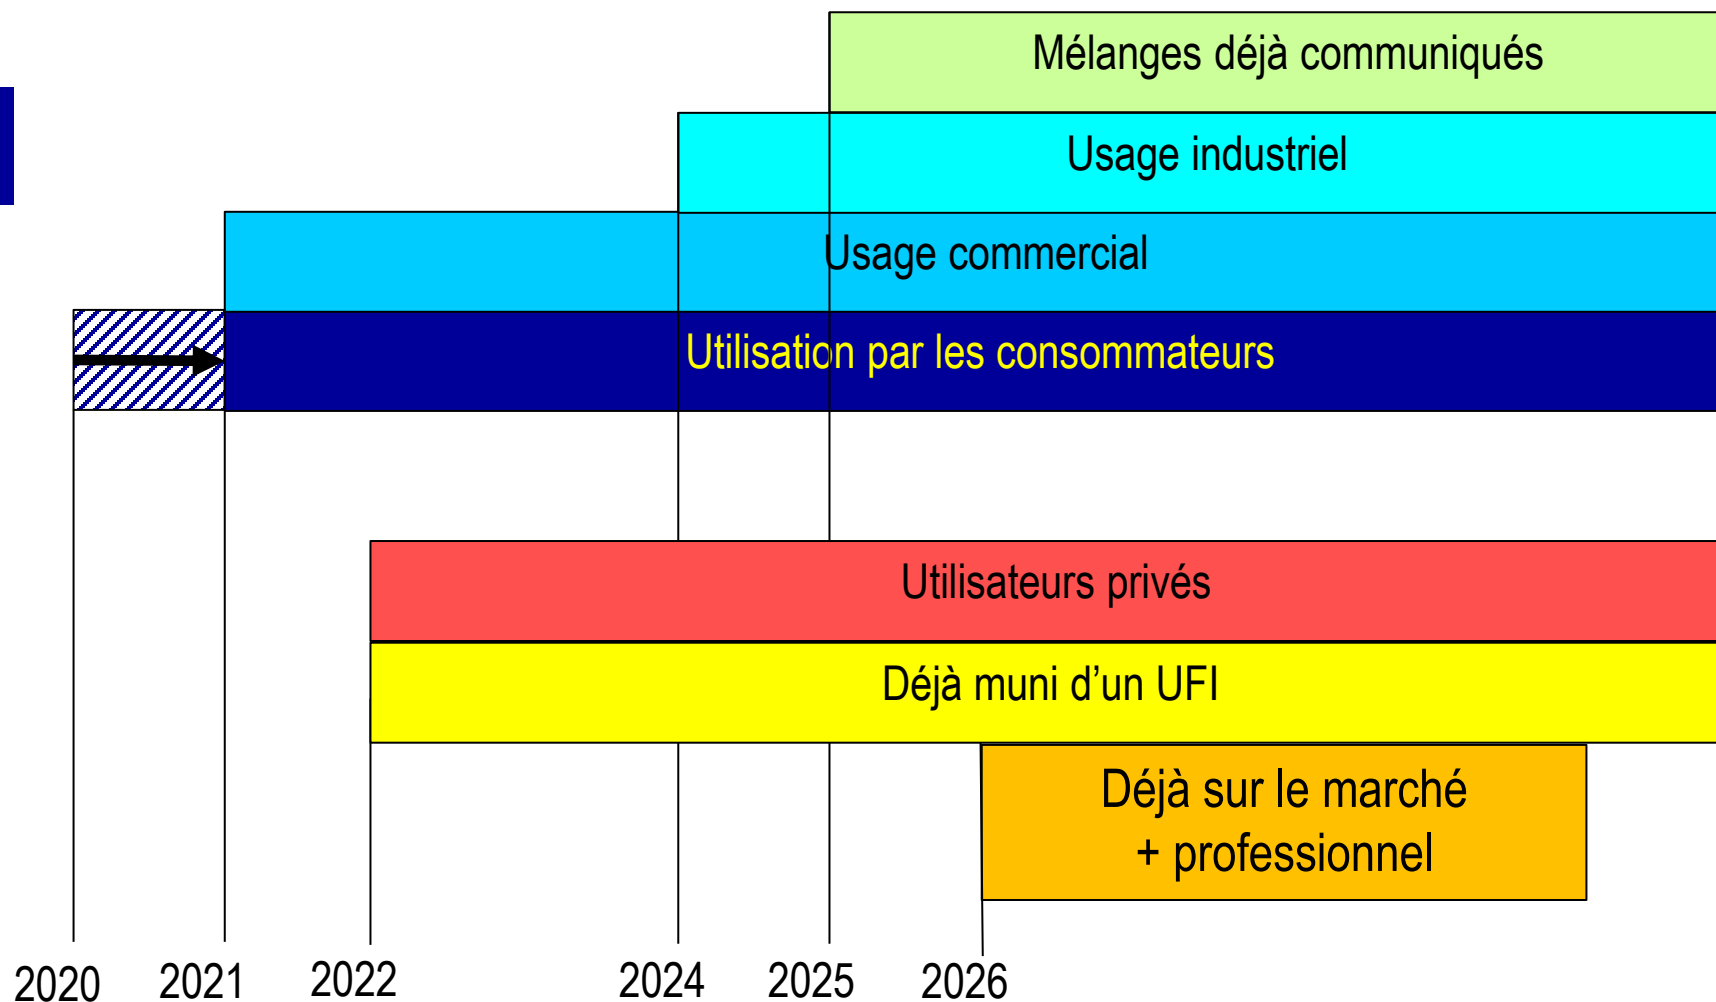 Mélanges déjà communiqués
Usage industriel
Usage commercial
Utilisation par les consommateurs
Utilisateurs privés
Déjà muni d’un UFI
Déjà sur le marché
+ professionnel
2020 2021 2022 2024 2025 2026